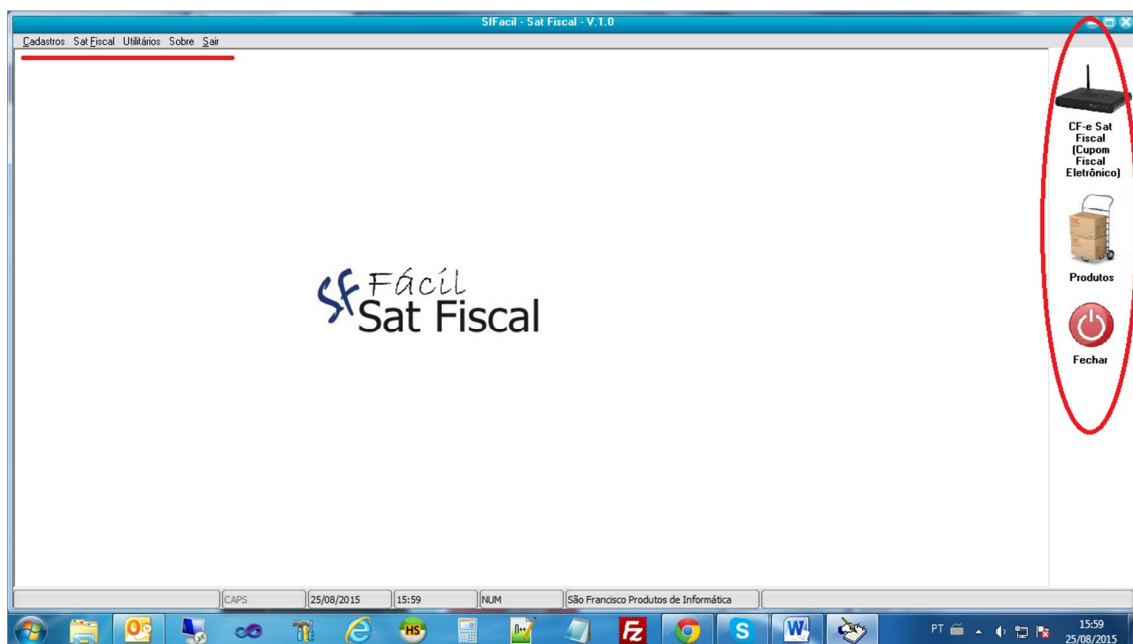 SfFacil - Sat Fiscal - V.1.0
Cadastros Sat Fiscal Utilitários Sobre Sair
CF-e Sat
Fiscal
(Cupom
Fiscal
Eletrônico)
Produtos
Fechar
SF Fácil
Sat Fiscal
CAPS 25/08/2015 15:59 NUM São Francisco Produtos de Informática
HS
Fz
S
W
PT 15:59
25/08/2015